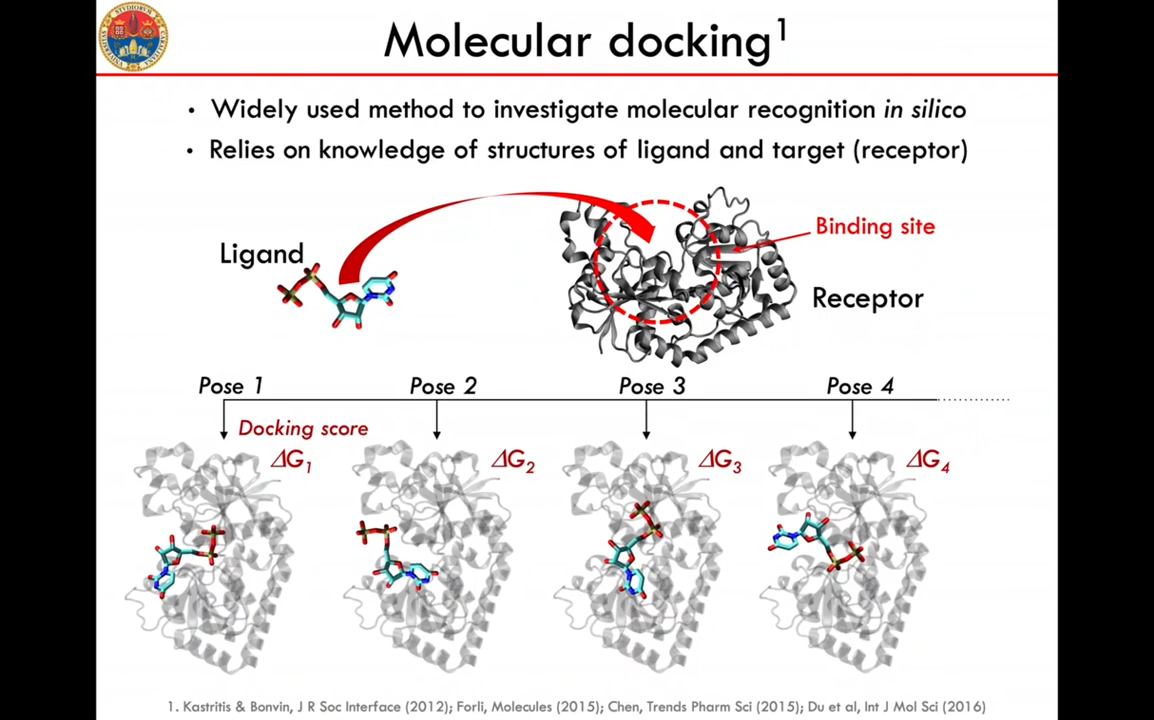 Molecular docking¹
• Widely used method to investigate molecular recognition in silico
• Relies on knowledge of structures of ligand and target (receptor)
Ligand
Binding site
Receptor
Pose 1
Pose 2
Pose 3
Pose 4
Docking score
ΔG₁
ΔG₂
ΔG₃
ΔG₄
1. Kastritis & Bonvin, J R Soc Interface (2012); Forli, Molecules (2015); Chen, Trends Pharm Sci (2015); Du et al, Int J Mol Sci (2016)